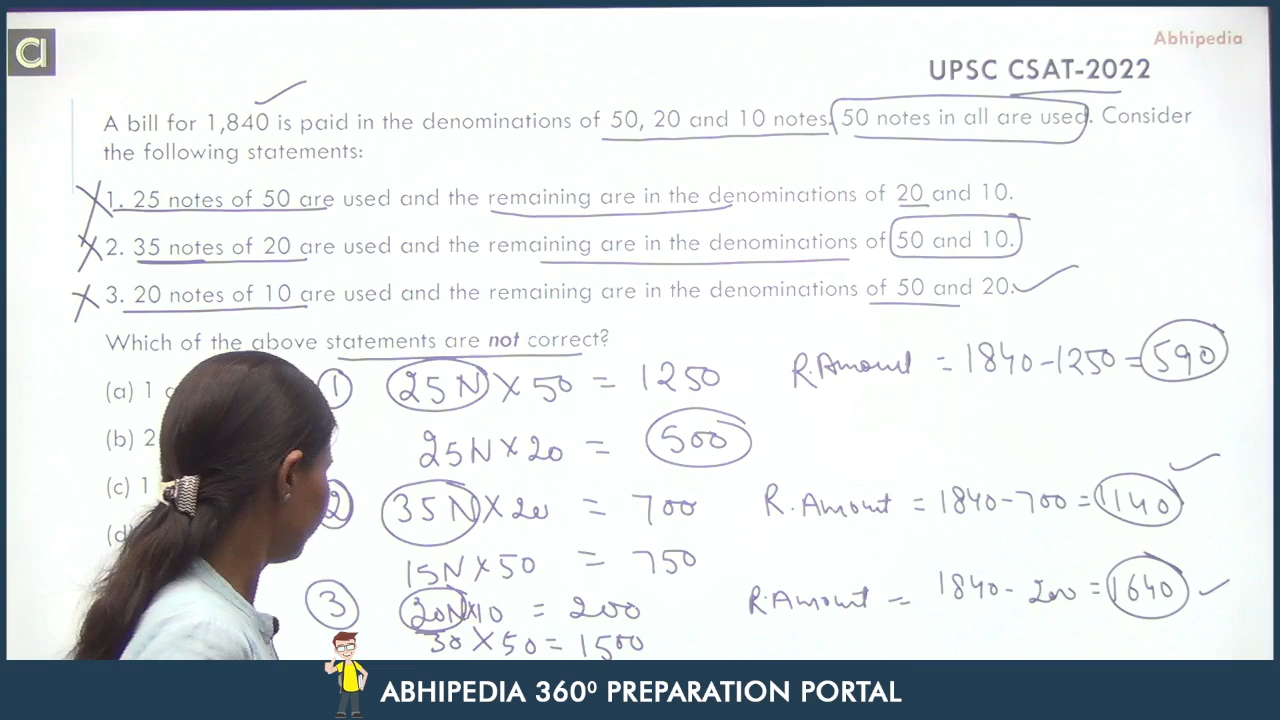 a
Abhipedia
UPSC CSAT-2022
A bill for 1,840 is paid in the denominations of 50, 20 and 10 notes. 50 notes in all are used. Consider
the following statements:
1. 25 notes of 50 are used and the remaining are in the denominations of 20 and 10.
2. 35 notes of 20 are used and the remaining are in the denominations of 50 and 10.
3. 20 notes of 10 are used and the remaining are in the denominations of 50 and 20.
Which of the above statements are not correct?
R.Amount = 1840-1250 = 590
(a) 1
1 25N × 50 = 1250
(b) 2
25N × 20 = 500
(c) 1
2 35N × 20 = 700
R.Amount = 1840-700 = 1140
(d)
15N × 50 = 750
3 20N×10 = 200
R.Amount = 1840-200 = 1640
30 × 50 = 1500
ABHIPEDIA 360⁰ PREPARATION PORTAL